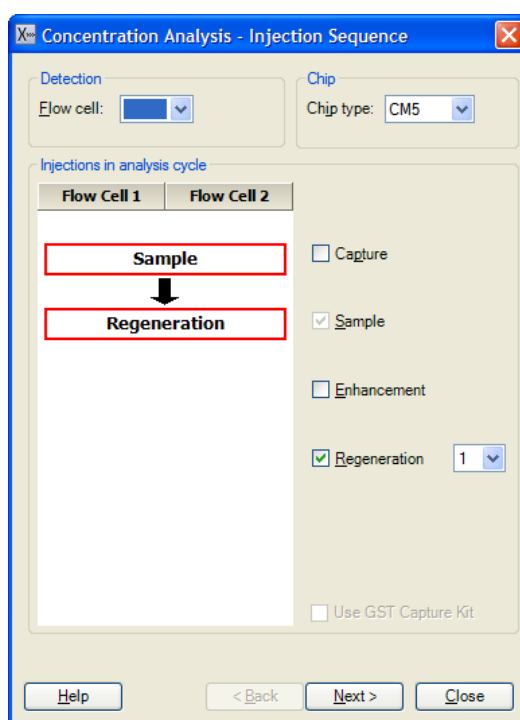 Concentration Analysis - Injection Sequence
Detection
Flow cell:
Chip
Chip type: CM5
Injections in analysis cycle
Flow Cell 1 Flow Cell 2
Sample
Capture
Regeneration
Sample
Enhancement
Regeneration 1
Use GST Capture Kit
Help < Back Next > Close